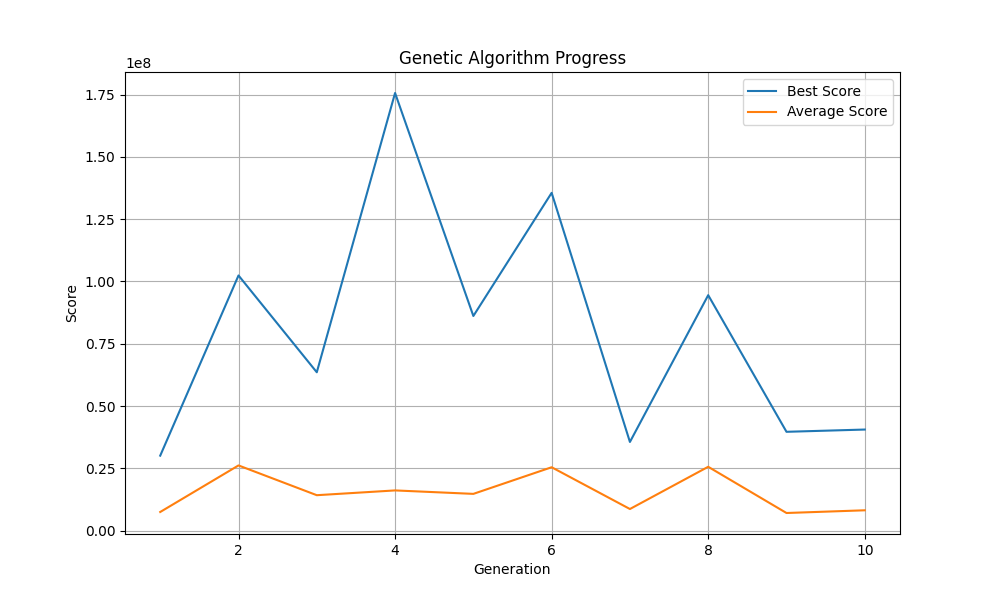 Genetic Algorithm Progress
1e8
1.75
1.50
1.25
1.00
0.75
0.50
0.25
0.00
Score
Best Score
Average Score
2
4
6
8
10
Generation